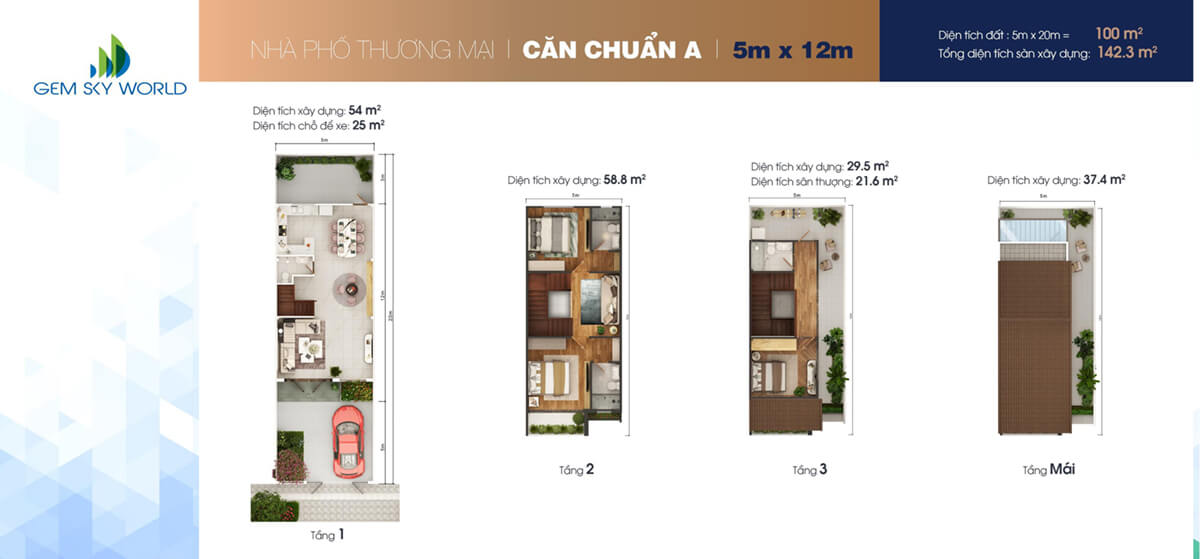 GEM SKY WORLD
NHÀ PHỐ THƯƠNG MẠI | CĂN CHUẨN A | 5m x 12m
Diện tích đất : 5m x 20m = 100 m²
Tổng diện tích sàn xây dựng: 142.3 m²
Diện tích xây dựng: 54 m²
Diện tích chỗ để xe: 25 m²
5m
5m
12m
20m
5m
Tầng 1
Diện tích xây dựng: 58.8 m²
5m
Tầng 2
Diện tích xây dựng: 29.5 m²
Diện tích sân thượng: 21.6 m²
5m
Tầng 3
Diện tích xây dựng: 37.4 m²
5m
Tầng Mái